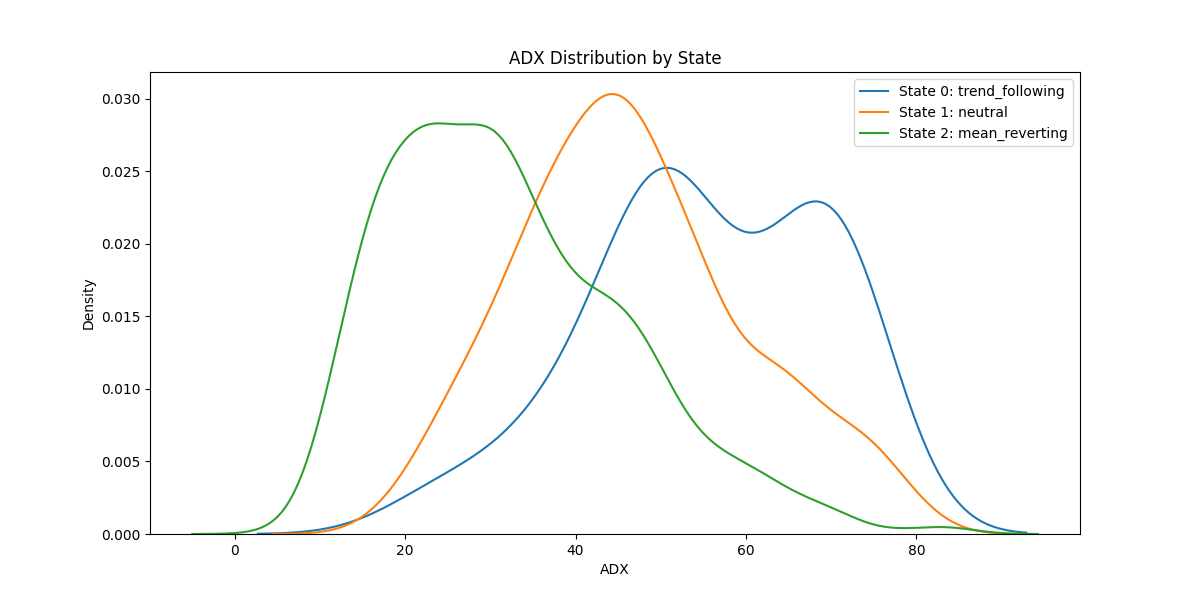 ADX Distribution by State
State 0: trend_following
State 1: neutral
State 2: mean_reverting
Density
0.030
0.025
0.020
0.015
0.010
0.005
0.000
0
20
40
60
80
ADX